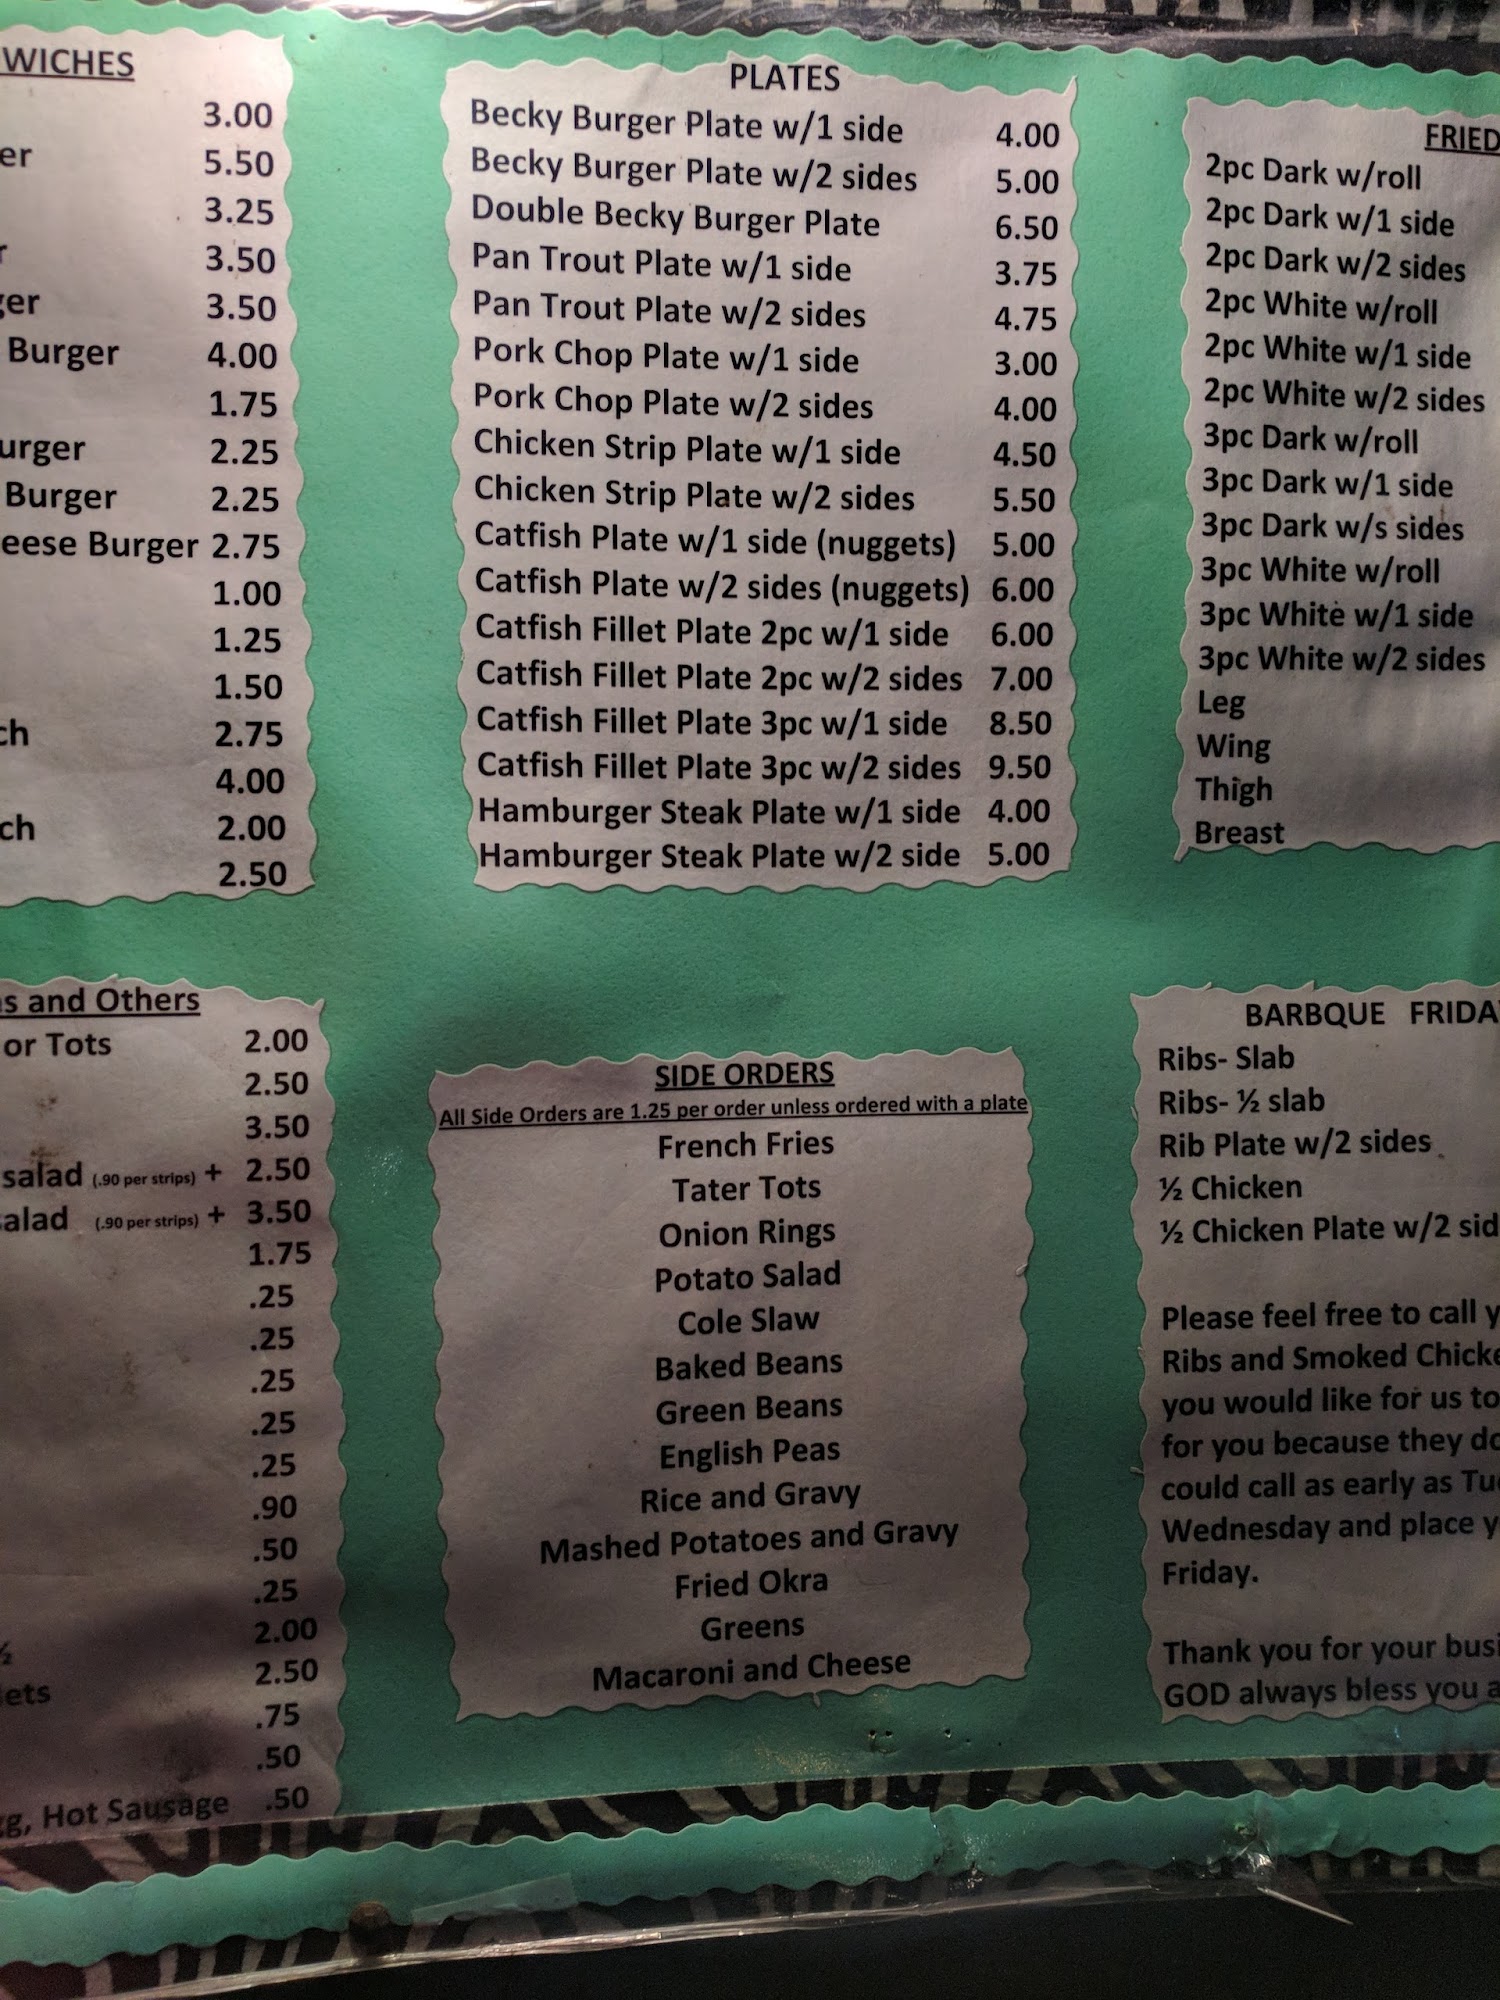 WICHES
3.00
er 5.50
3.25
r 3.50
ger 3.50
Burger 4.00
1.75
urger 2.25
Burger 2.25
eese Burger 2.75
1.00
1.25
1.50
ch 2.75
4.00
ch 2.00
2.50
PLATES
Becky Burger Plate w/1 side 4.00
Becky Burger Plate w/2 sides 5.00
Double Becky Burger Plate 6.50
Pan Trout Plate w/1 side 3.75
Pan Trout Plate w/2 sides 4.75
Pork Chop Plate w/1 side 3.00
Pork Chop Plate w/2 sides 4.00
Chicken Strip Plate w/1 side 4.50
Chicken Strip Plate w/2 sides 5.50
Catfish Plate w/1 side (nuggets) 5.00
Catfish Plate w/2 sides (nuggets) 6.00
Catfish Fillet Plate 2pc w/1 side 6.00
Catfish Fillet Plate 2pc w/2 sides 7.00
Catfish Fillet Plate 3pc w/1 side 8.50
Catfish Fillet Plate 3pc w/2 sides 9.50
Hamburger Steak Plate w/1 side 4.00
Hamburger Steak Plate w/2 side 5.00
FRIED
2pc Dark w/roll
2pc Dark w/1 side
2pc Dark w/2 sides
2pc White w/roll
2pc White w/1 side
2pc White w/2 sides
3pc Dark w/roll
3pc Dark w/1 side
3pc Dark w/s sides
3pc White w/roll
3pc White w/1 side
3pc White w/2 sides
Leg
Wing
Thigh
Breast
s and Others
or Tots 2.00
2.50
3.50
salad (.90 per strips) + 2.50
alad (.90 per strips) + 3.50
1.75
.25
.25
.25
.25
.25
.90
.50
.25
2.00
½ 2.50
lets .75
.50
gg, Hot Sausage .50
SIDE ORDERS
All Side Orders are 1.25 per order unless ordered with a plate
French Fries
Tater Tots
Onion Rings
Potato Salad
Cole Slaw
Baked Beans
Green Beans
English Peas
Rice and Gravy
Mashed Potatoes and Gravy
Fried Okra
Greens
Macaroni and Cheese
BARBQUE FRIDA
Ribs- Slab
Ribs- ½ slab
Rib Plate w/2 sides
½ Chicken
½ Chicken Plate w/2 sid
Please feel free to call y
Ribs and Smoked Chicke
you would like for us to
for you because they do
could call as early as Tue
Wednesday and place y
Friday.
Thank you for your busi
GOD always bless you a